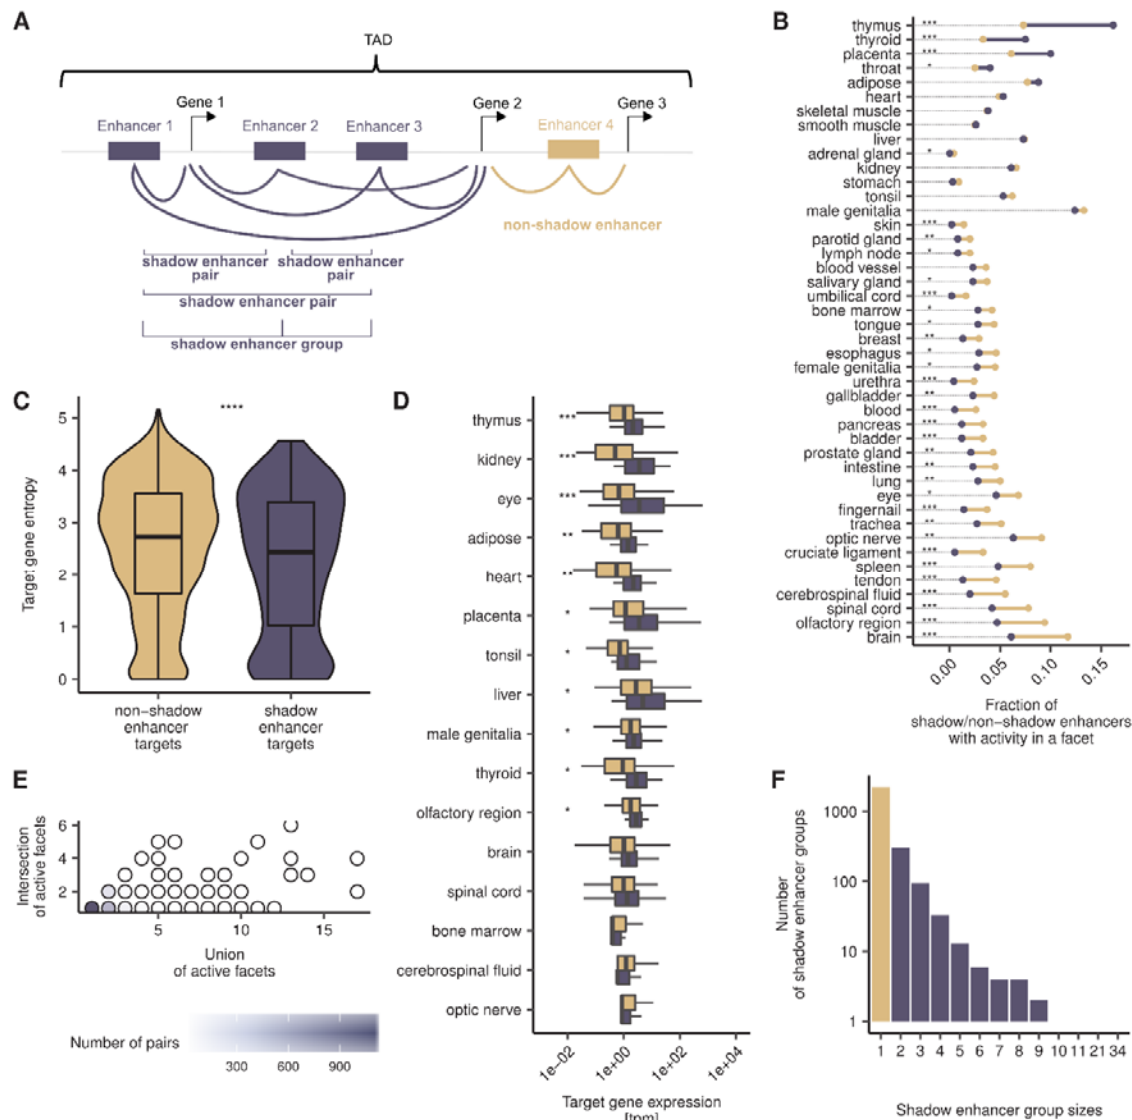 A
TAD
Gene 1
Gene 2
Gene 3
Enhancer 1
Enhancer 2
Enhancer 3
Enhancer 4
non-shadow enhancer
shadow enhancer
pair
shadow enhancer
pair
shadow enhancer pair
shadow enhancer group
B
thymus ***
thyroid ***
placenta ***
throat *
adipose
heart
skeletal muscle
smooth muscle
liver
adrenal gland *
kidney
stomach
tonsil
male genitalia
skin ***
parotid gland **
lymph node *
blood vessel
salivary gland *
umbilical cord ***
bone marrow *
tongue *
breast **
esophagus *
female genitalia *
urethra ***
gallbladder **
blood ***
pancreas ***
bladder ***
prostate gland **
intestine **
lung **
eye *
fingernail ***
trachea **
optic nerve **
cruciate ligament ***
spleen ***
tendon ***
cerebrospinal fluid ***
spinal cord ***
olfactory region ***
brain ***
0.00 0.05 0.10 0.15
Fraction of
shadow/non−shadow enhancers
with activity in a facet
C
****
Target gene entropy
5
4
3
2
1
0
non−shadow
enhancer
targets
shadow
enhancer
targets
D
thymus ***
kidney ***
eye ***
adipose **
heart **
placenta *
tonsil *
liver *
male genitalia *
thyroid *
olfactory region *
brain
spinal cord
bone marrow
cerebrospinal fluid
optic nerve
1e−02 1e+00 1e+02 1e+04
Target gene expression
[tpm]
E
Intersection
of active facets
6
4
2
5 10 15
Union
of active facets
Number of pairs
300 600 900
F
Number
of shadow enhancer groups
1000
100
10
1
1 2 3 4 5 6 7 8 9 10 11 21 34
Shadow enhancer group sizes